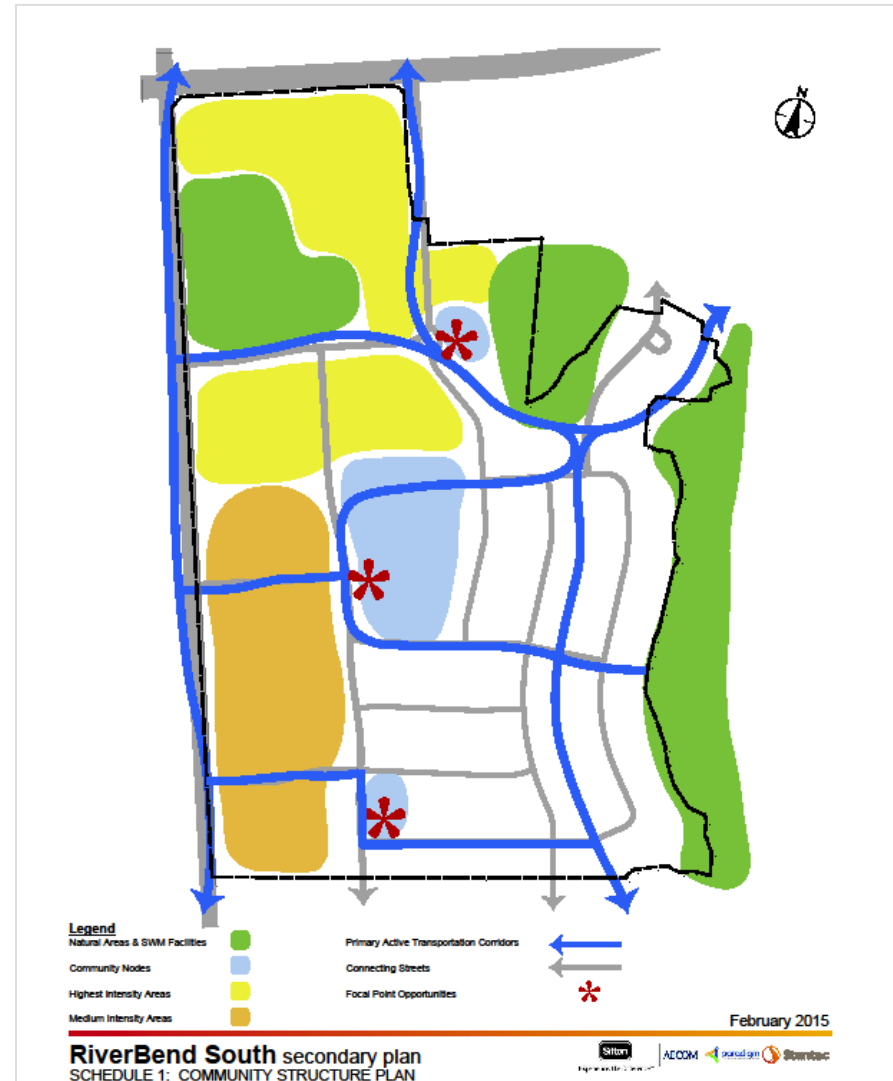 N
Legend
Natural Areas & SWM Facilities
Community Nodes
Highest Intensity Areas
Medium Intensity Areas
Primary Active Transportation Corridors
Connecting Streets
Focal Point Opportunities
February 2015
RiverBend South secondary plan
SCHEDULE 1: COMMUNITY STRUCTURE PLAN
Sifton
AECOM
paradigm
Stantec